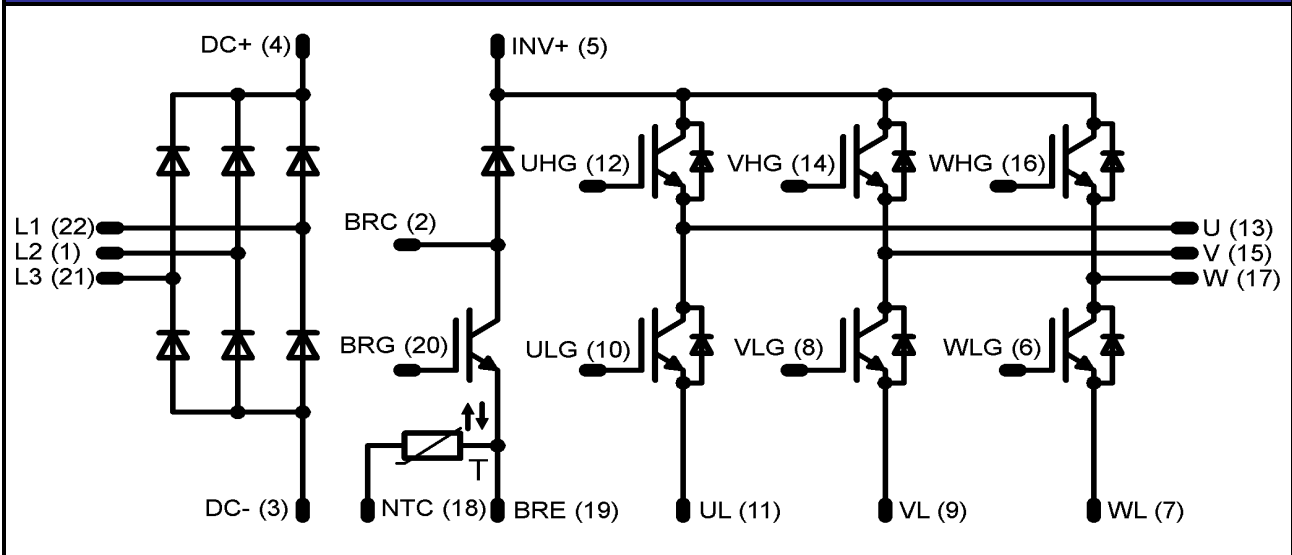 DC+ (4)
INV+ (5)
UHG (12)
VHG (14)
WHG (16)
L1 (22)
L2 (1)
L3 (21)
BRC (2)
U (13)
V (15)
W (17)
BRG (20)
ULG (10)
VLG (8)
WLG (6)
T
DC- (3)
NTC (18)
BRE (19)
UL (11)
VL (9)
WL (7)